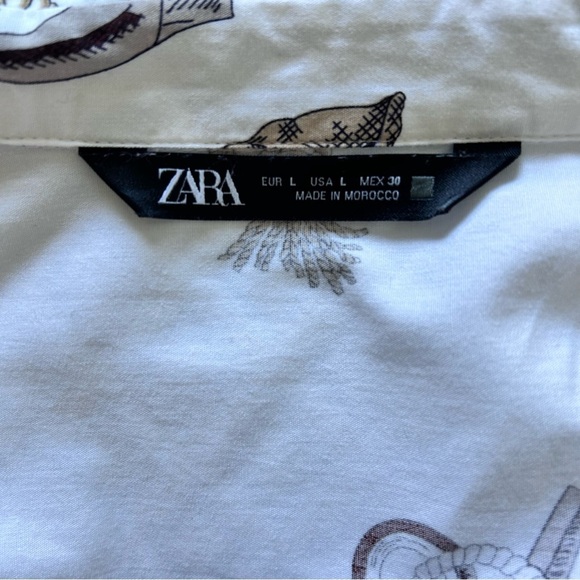 ZARA
EUR L USA L MEX 30
MADE IN MOROCCO